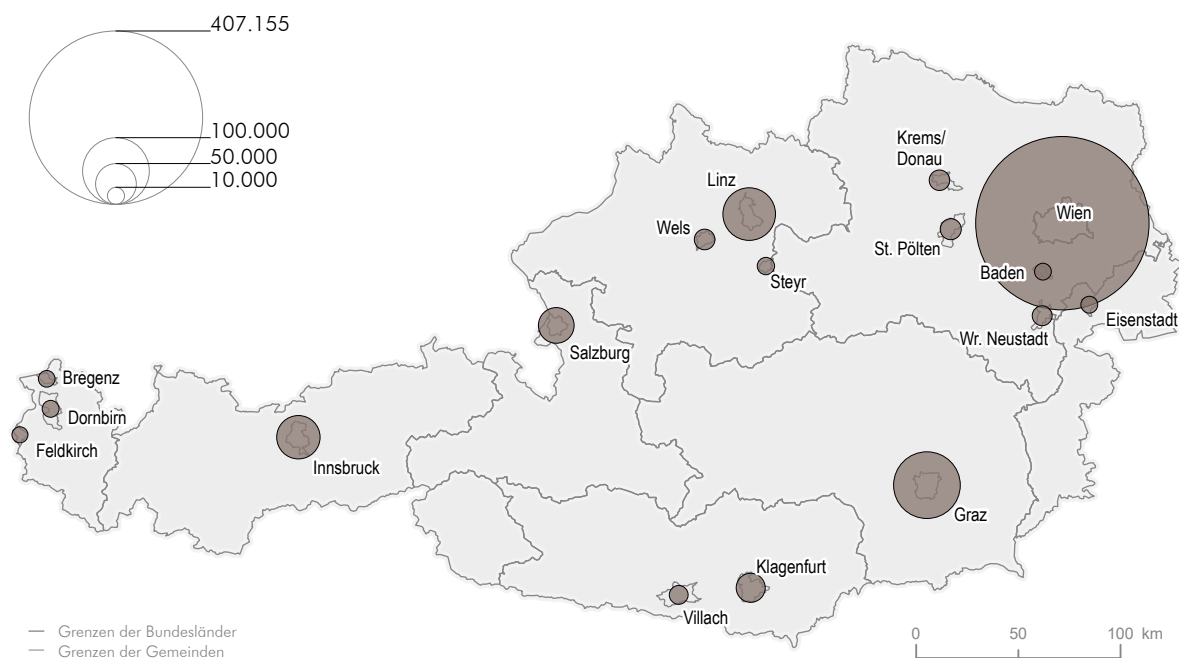 407.155
100.000
50.000
10.000
Krems/
Donau
Linz
Wien
Wels
St. Pölten
Baden
Steyr
Eisenstadt
Wr. Neustadt
Salzburg
Bregenz
Dornbirn
Feldkirch
Innsbruck
Graz
Klagenfurt
Villach
Grenzen der Bundesländer
Grenzen der Gemeinden
0 50 100 km